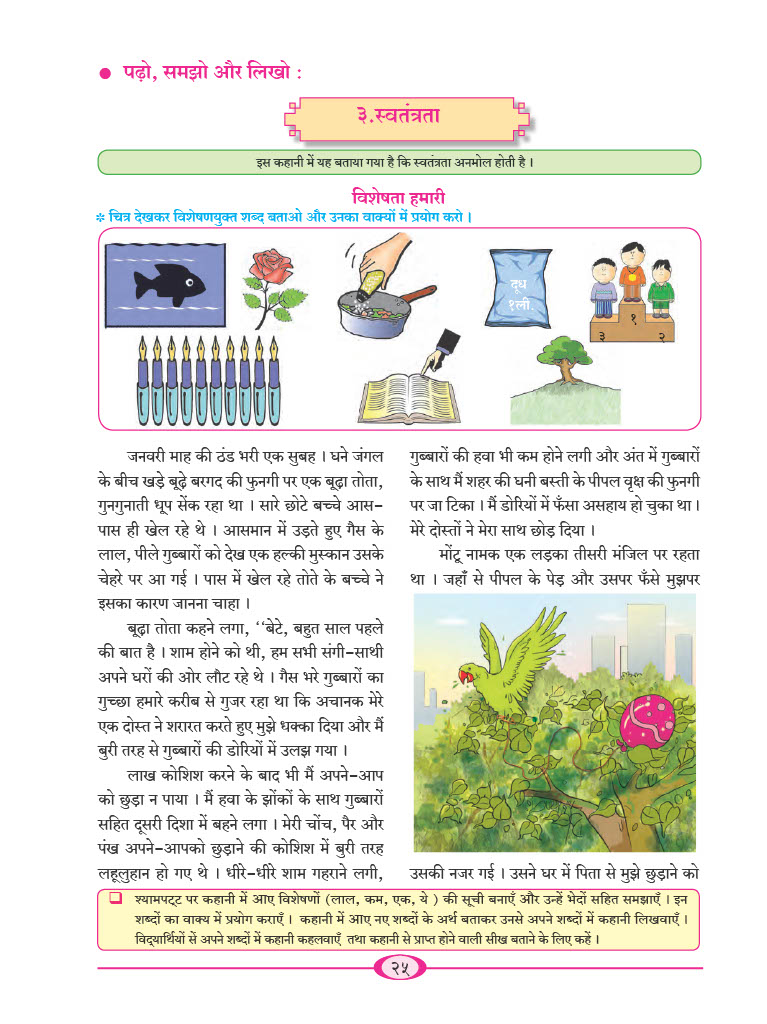 ● पढ़ो, समझो और लिखो :
३.स्वतंत्रता
इस कहानी में यह बताया गया है कि स्वतंत्रता अनमोल होती है ।
विशेषता हमारी
* चित्र देखकर विशेषणयुक्त शब्द बताओ और उनका वाक्यों में प्रयोग करो ।
दूध
१ली.
१
२
३
जनवरी माह की ठंड भरी एक सुबह । घने जंगल
के बीच खड़े बूढ़े बरगद की फुनगी पर एक बूढ़ा तोता,
गुनगुनाती धूप सेंक रहा था । सारे छोटे बच्चे आस-
पास ही खेल रहे थे । आसमान में उड़ते हुए गैस के
लाल, पीले गुब्बारों को देख एक हल्की मुस्कान उसके
चेहरे पर आ गई । पास में खेल रहे तोते के बच्चे ने
इसका कारण जानना चाहा ।
बूढ़ा तोता कहने लगा, ‘‘बेटे, बहुत साल पहले
की बात है । शाम होने को थी, हम सभी संगी-साथी
अपने घरों की ओर लौट रहे थे । गैस भरे गुब्बारों का
गुच्छा हमारे करीब से गुजर रहा था कि अचानक मेरे
एक दोस्त ने शरारत करते हुए मुझे धक्का दिया और मैं
बुरी तरह से गुब्बारों की डोरियों में उलझ गया ।
लाख कोशिश करने के बाद भी मैं अपने-आप
को छुड़ा न पाया । मैं हवा के झोंकों के साथ गुब्बारों
सहित दूसरी दिशा में बहने लगा । मेरी चोंच, पैर और
पंख अपने-आपको छुड़ाने की कोशिश में बुरी तरह
लहूलुहान हो गए थे । धीरे-धीरे शाम गहराने लगी,
गुब्बारों की हवा भी कम होने लगी और अंत में गुब्बारों
के साथ मैं शहर की घनी बस्ती के पीपल वृक्ष की फुनगी
पर जा टिका । मैं डोरियों में फँसा असहाय हो चुका था ।
मेरे दोस्तों ने मेरा साथ छोड़ दिया ।
मोंटू नामक एक लड़का तीसरी मंजिल पर रहता
था । जहाँ से पीपल के पेड़ और उसपर फँसे मुझपर
उसकी नजर गई । उसने घर में पिता से मुझे छुड़ाने को
❑ श्यामपट्ट पर कहानी में आए विशेषणों (लाल, कम, एक, ये ) की सूची बनाएँ और उन्हें भेदों सहित समझाएँ । इन
शब्दों का वाक्य में प्रयोग कराएँ । कहानी में आए नए शब्दों के अर्थ बताकर उनसे अपने शब्दों में कहानी लिखवाएँ ।
विद्यार्थियों सें अपने शब्दों में कहानी कहलवाएँ तथा कहानी से प्राप्त होने वाली सीख बताने के लिए कहें ।
२५